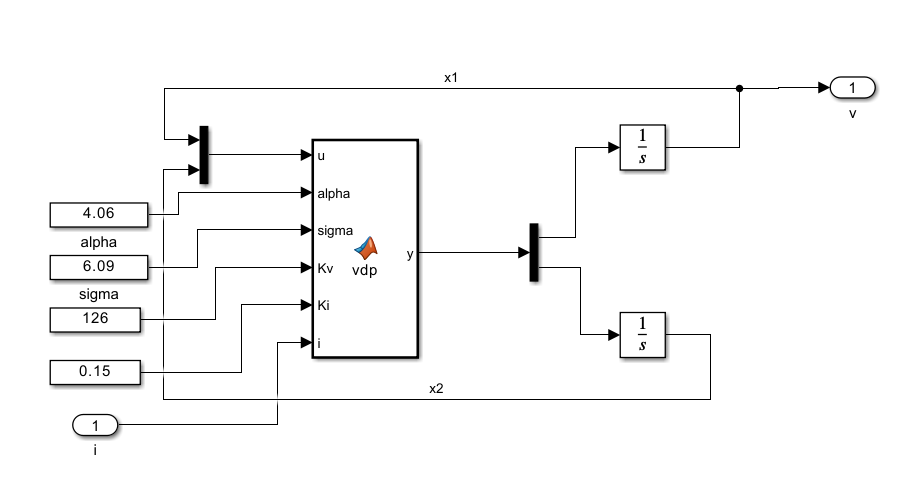 x1
1
v
1
s
u
alpha
sigma
Kv
Ki
i
vdp
y
4.06
alpha
6.09
sigma
126
0.15
1
s
x2
1
i